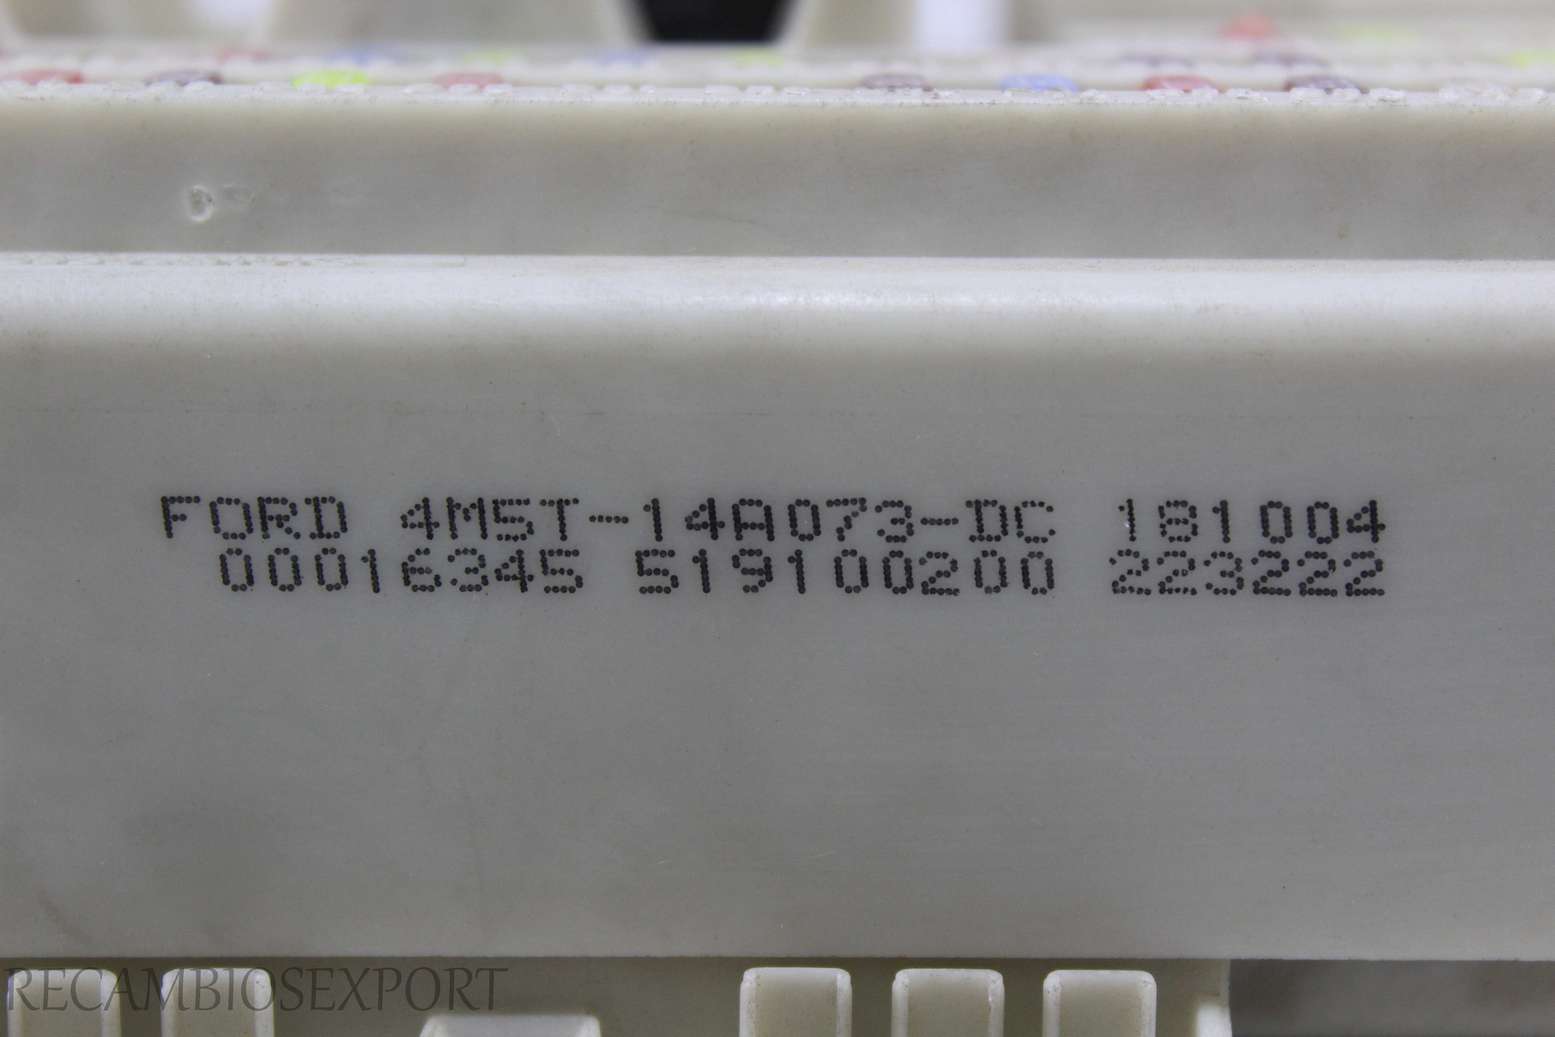 FORD 4M5T-14A073-DC 181004
00016345 519100200 223222
RECAMBIOSEXPORT